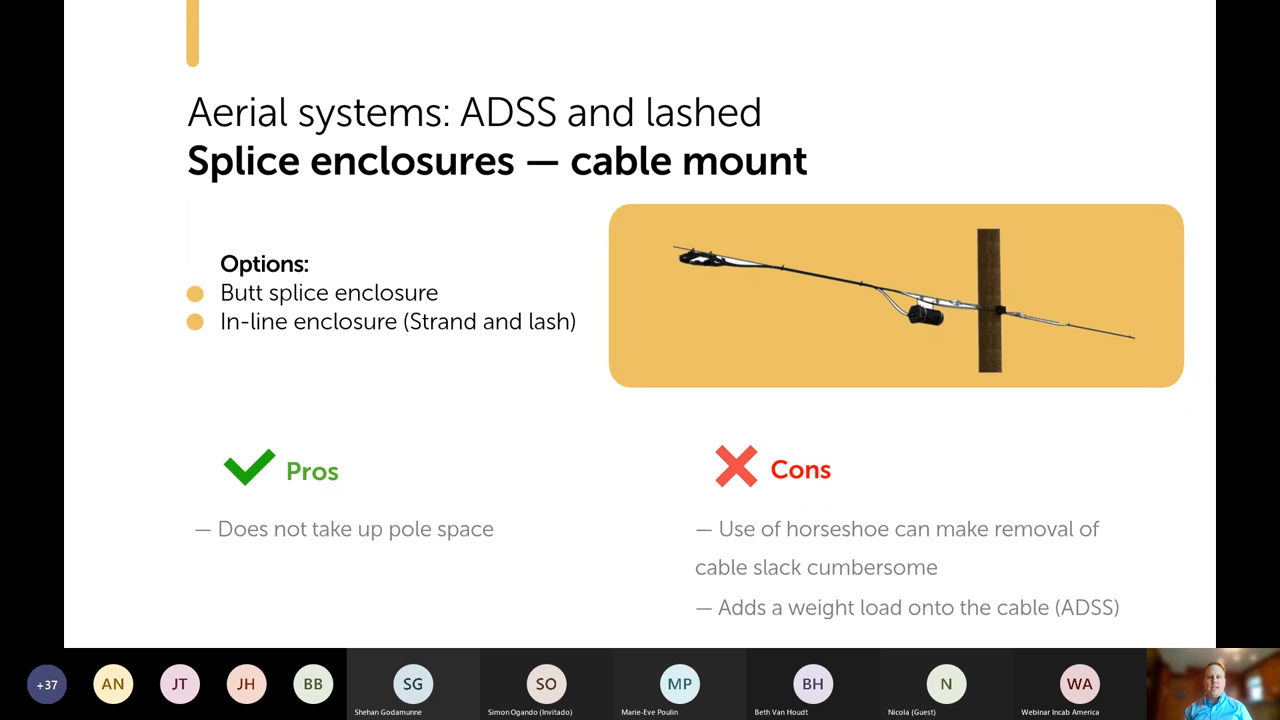 Aerial systems: ADSS and lashed
Splice enclosures — cable mount
Options:
Butt splice enclosure
In-line enclosure (Strand and lash)
Pros
— Does not take up pole space
Cons
— Use of horseshoe can make removal of
cable slack cumbersome
— Adds a weight load onto the cable (ADSS)
+37
AN
JT
JH
BB
SG
SO
MP
BH
N
WA
Shehan Godamunne
Simon Ogando (Invitado)
Marie-Eve Poulin
Beth Van Houdt
Nicola (Guest)
Webinar Incab America